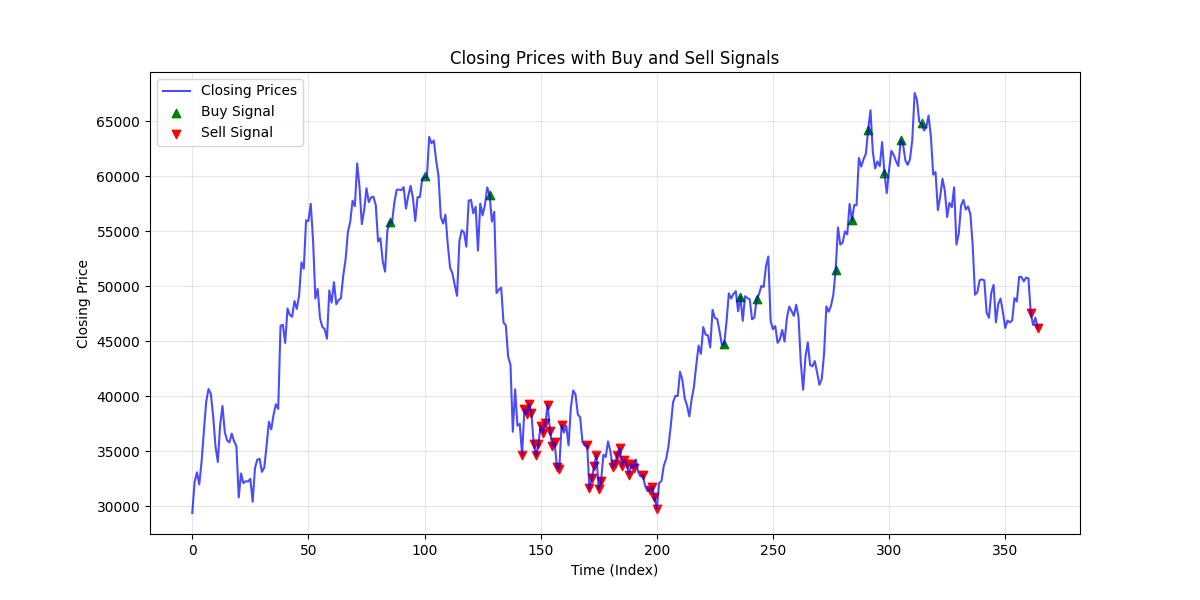 Closing Prices with Buy and Sell Signals
Closing Prices
Buy Signal
Sell Signal
65000
60000
55000
50000
45000
40000
35000
30000
Closing Price
0 50 100 150 200 250 300 350
Time (Index)